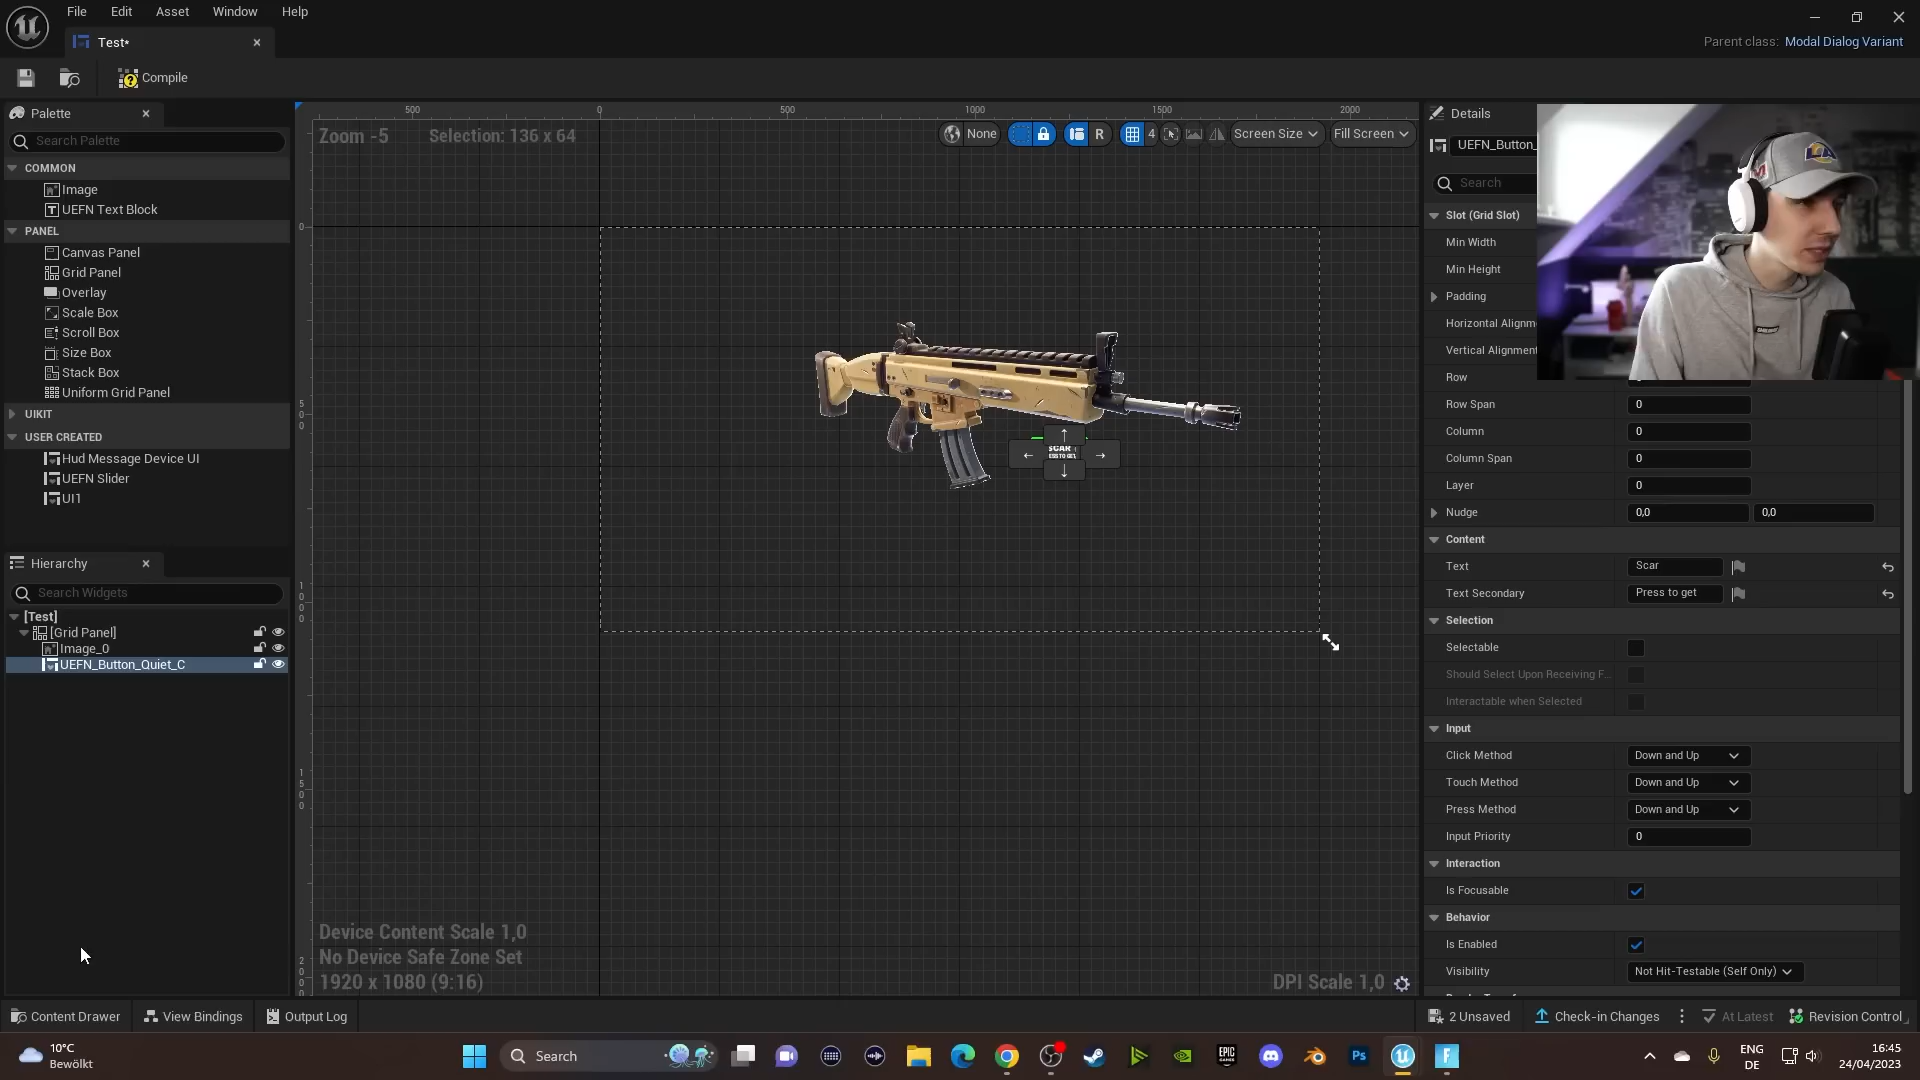 File Edit Asset Window Help
Test*
Parent class: Modal Dialog Variant
Compile
Palette
Search Palette
COMMON
Image
UEFN Text Block
PANEL
Canvas Panel
Grid Panel
Overlay
Scale Box
Scroll Box
Size Box
Stack Box
Uniform Grid Panel
UIKIT
USER CREATED
Hud Message Device UI
UEFN Slider
UI1
Hierarchy
Search Widgets
[Test]
[Grid Panel]
Image_0
UEFN_Button_Quiet_C
500 0 500 1000 1500 2000
Zoom -5 Selection: 136 x 64
None R 4 Screen Size Fill Screen
0
500
1000
1500
SCAR
Device Content Scale 1,0
No Device Safe Zone Set
1920 x 1080 (9:16)
DPI Scale 1,0
Details
UEFN_Button_
Search
Slot (Grid Slot)
Min Width
Min Height
Padding
Horizontal Alignm
Vertical Alignment
Row
Row Span 0
Column 0
Column Span 0
Layer 0
Nudge 0,0 0,0
Content
Text Scar
Text Secondary Press to get
Selection
Selectable
Should Select Upon Receiving F...
Interactable when Selected
Input
Click Method Down and Up
Touch Method Down and Up
Press Method Down and Up
Input Priority 0
Interaction
Is Focusable
Behavior
Is Enabled
Visibility Not Hit-Testable (Self Only)
Content Drawer View Bindings Output Log
2 Unsaved Check-in Changes At Latest Revision Control
10°C
Bewölkt
Search
EPIC
GAMES
Ps
ENG
DE
16:45
24/04/2023